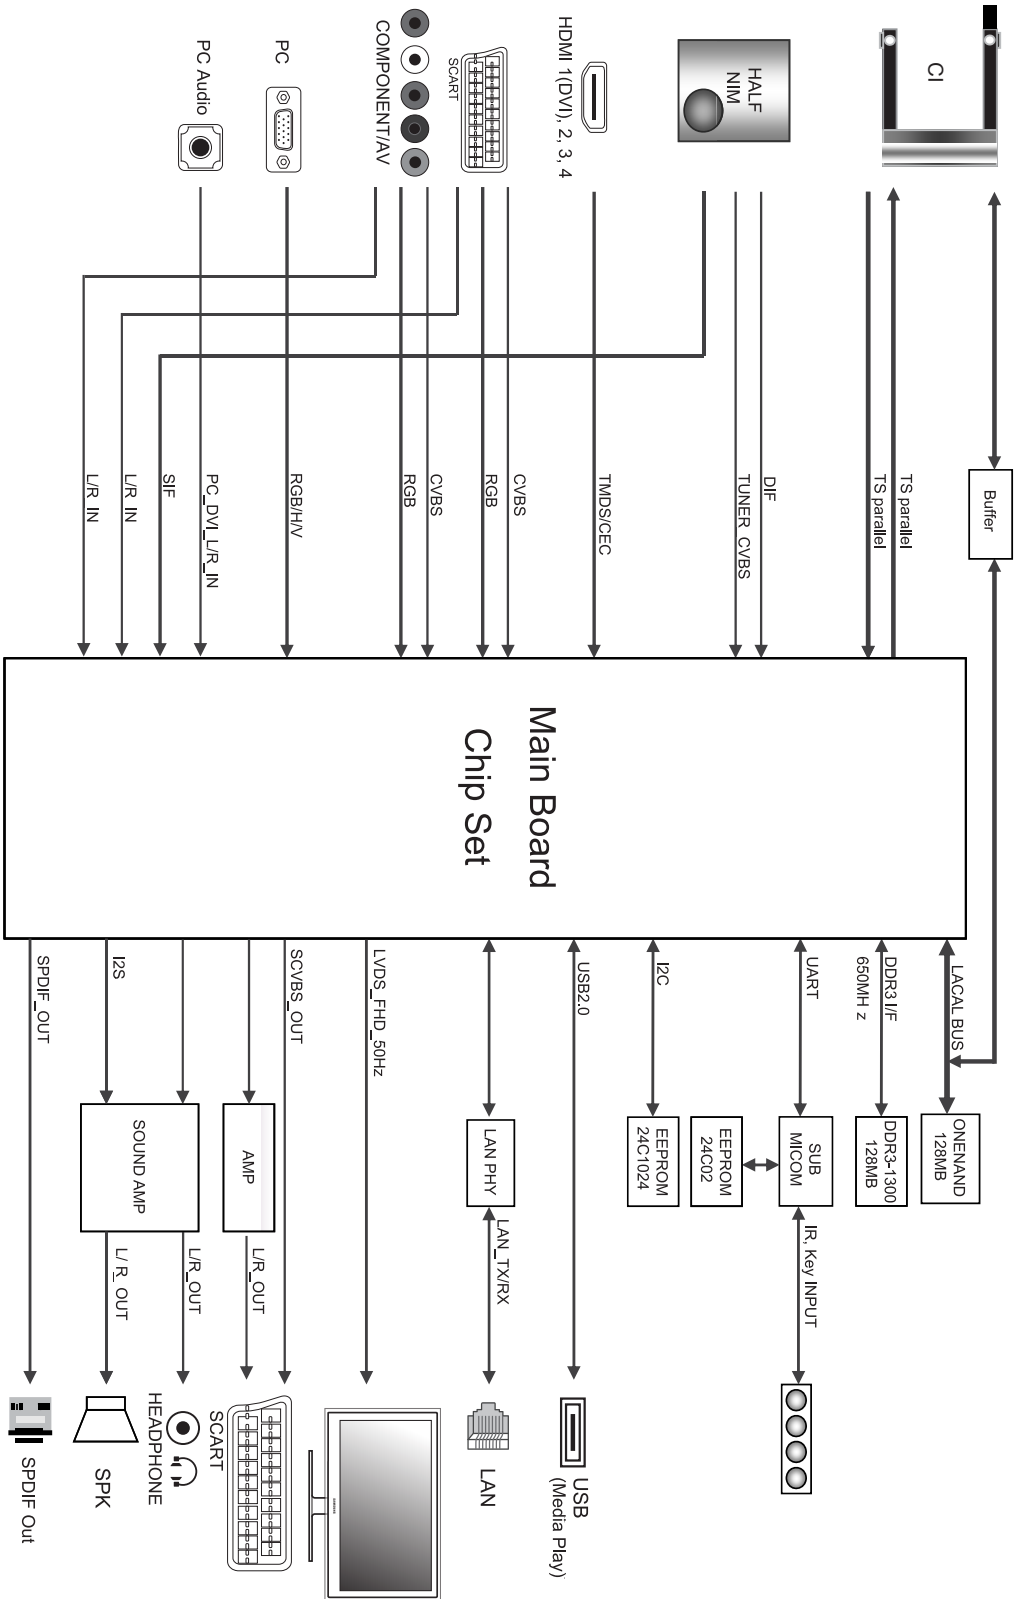 CI
HALF
NIM
HDMI 1(DVI), 2, 3, 4
SCART
COMPONENT/AV
PC
PC Audio
Buffer
TS parallel
TS parallel
DIF
TUNER_CVBS
TMDS/CEC
CVBS
RGB
CVBS
RGB
RGB/H/V
PC_DVI_L/R_IN
SIF
L/R_IN
L/R_IN
Main Board
Chip Set
LACAL BUS
DDR3 I/F
650MH z
UART
I2C
USB2.0
LVDS_FHD_50Hz
SCVBS_OUT
I2S
SPDIF_OUT
ONENAND
128MB
DDR3-1300
128MB
SUB
MICOM
EEPROM
24C02
EEPROM
24C1024
LAN PHY
AMP
SOUND AMP
IR, Key INPUT
LAN_TX/RX
L/R_OUT
L/R_OUT
L/ R_ OUT
USB
(Media Play)
LAN
SCART
HEADPHONE
SPK
SPDIF Out